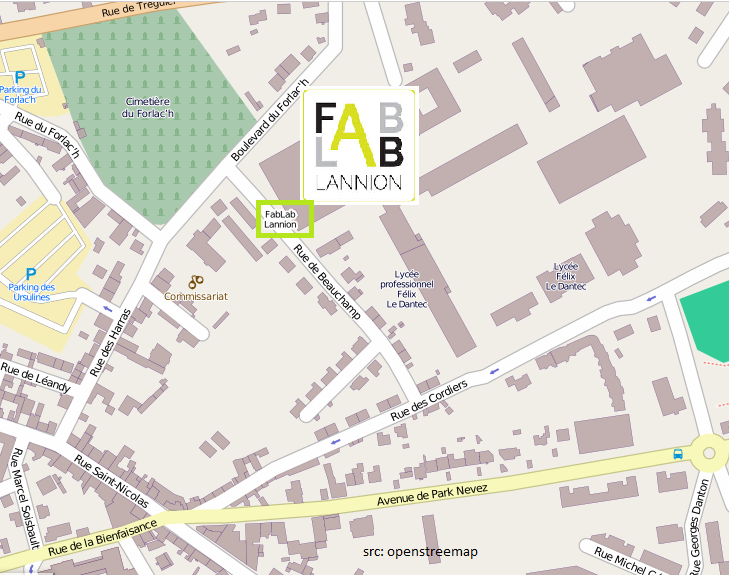 Rue de Tréguier
P
Parking du
Forlac'h
Cimetière
du Forlac'h
Boulevard du Forlac'h
Rue du Forlac'h
FAB
LAB
LANNION
FabLab
Lannion
Rue de Beauchamp
P
Parking des
Ursulines
Commissariat
Lycée
professionnel
Félix
Le Dantec
Lycée
Félix
Le Dantec
Rue des Harras
Rue de Léandy
Rue des Cordiers
Rue Marcel Soisbault
Rue Saint-Nicolas
Avenue de Park Nevez
Rue Georges Danton
Rue de la Bienfaisance
src: openstreemap
Rue Michel